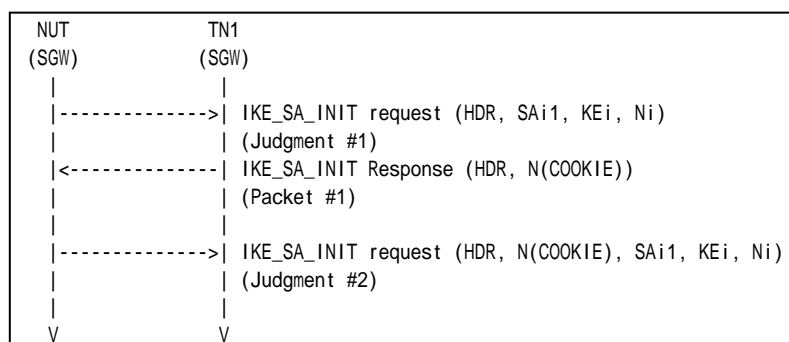 NUT TN1
(SGW) (SGW)
| |
|-------------->| IKE_SA_INIT request (HDR, SAi1, KEi, Ni)
| | (Judgment #1)
|<--------------| IKE_SA_INIT Response (HDR, N(COOKIE))
| | (Packet #1)
| |
|-------------->| IKE_SA_INIT request (HDR, N(COOKIE), SAi1, KEi, Ni)
| | (Judgment #2)
| |
V V